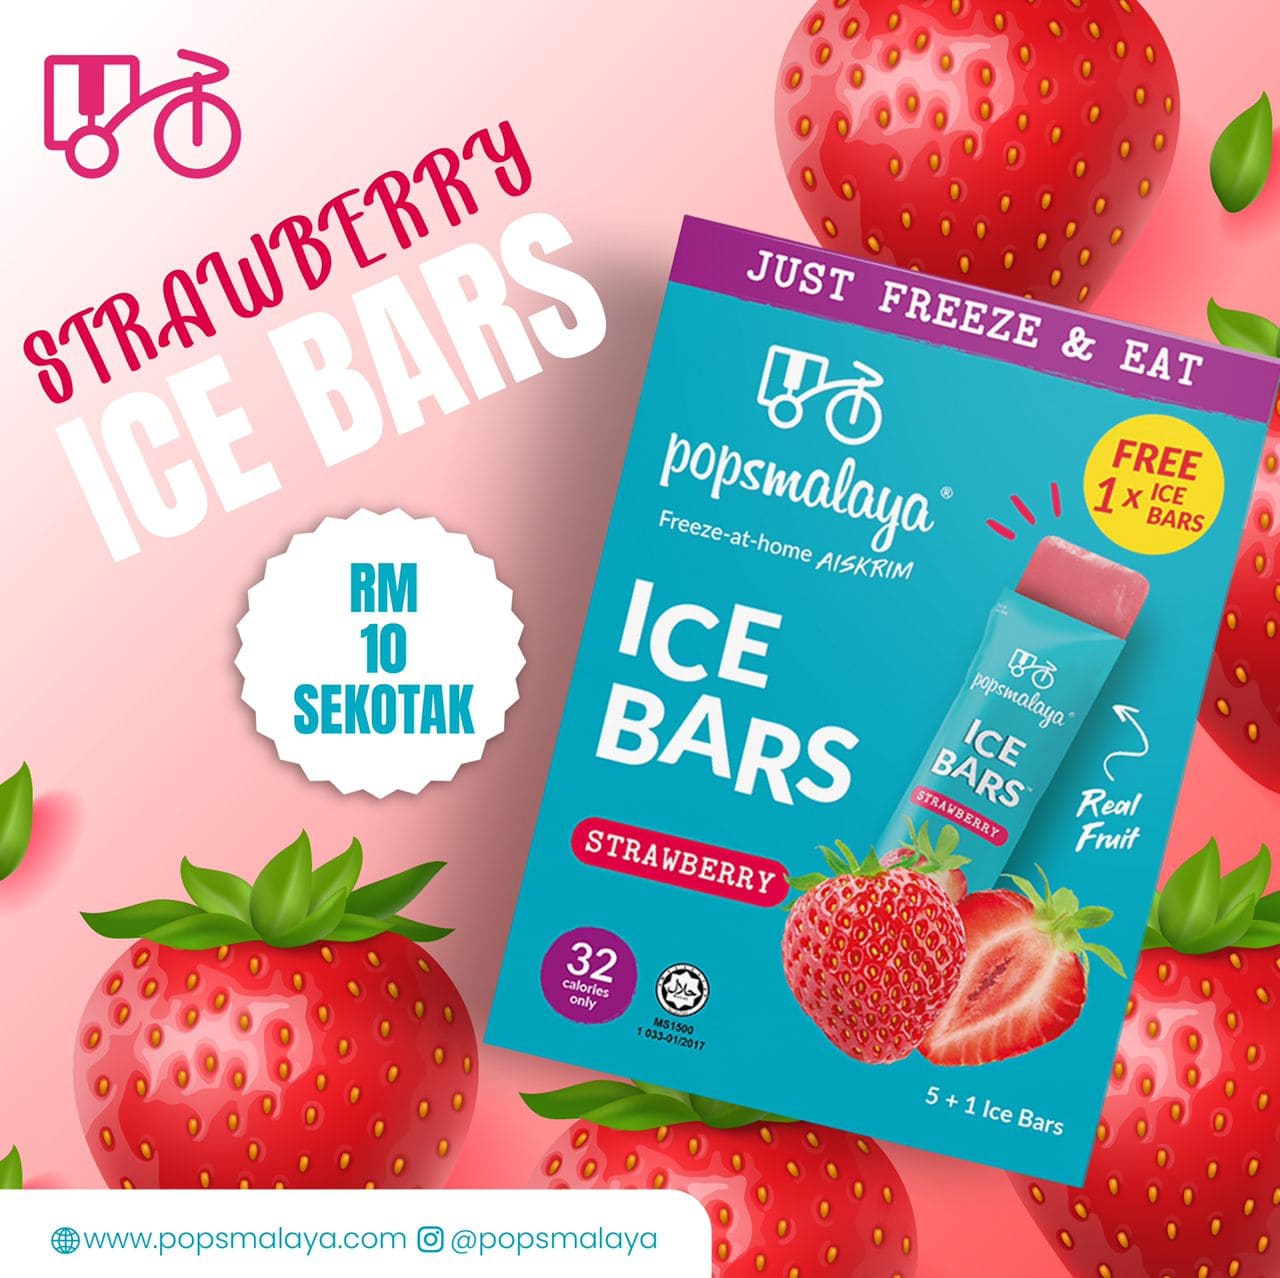 STRAWBERRY
ICE BARS
RM
10
SEKOTAK
JUST FREEZE & EAT
popsmalaya®
Freeze-at-home AISKRIM
FREE
1 x ICE
BARS
ICE
BARS
STRAWBERRY
popsmalaya
ICE
BARS™
STRAWBERRY
Real
Fruit
32
calories
only
حلال
MS1500
1 033-01/2017
5 + 1 Ice Bars
www.popsmalaya.com @popsmalaya